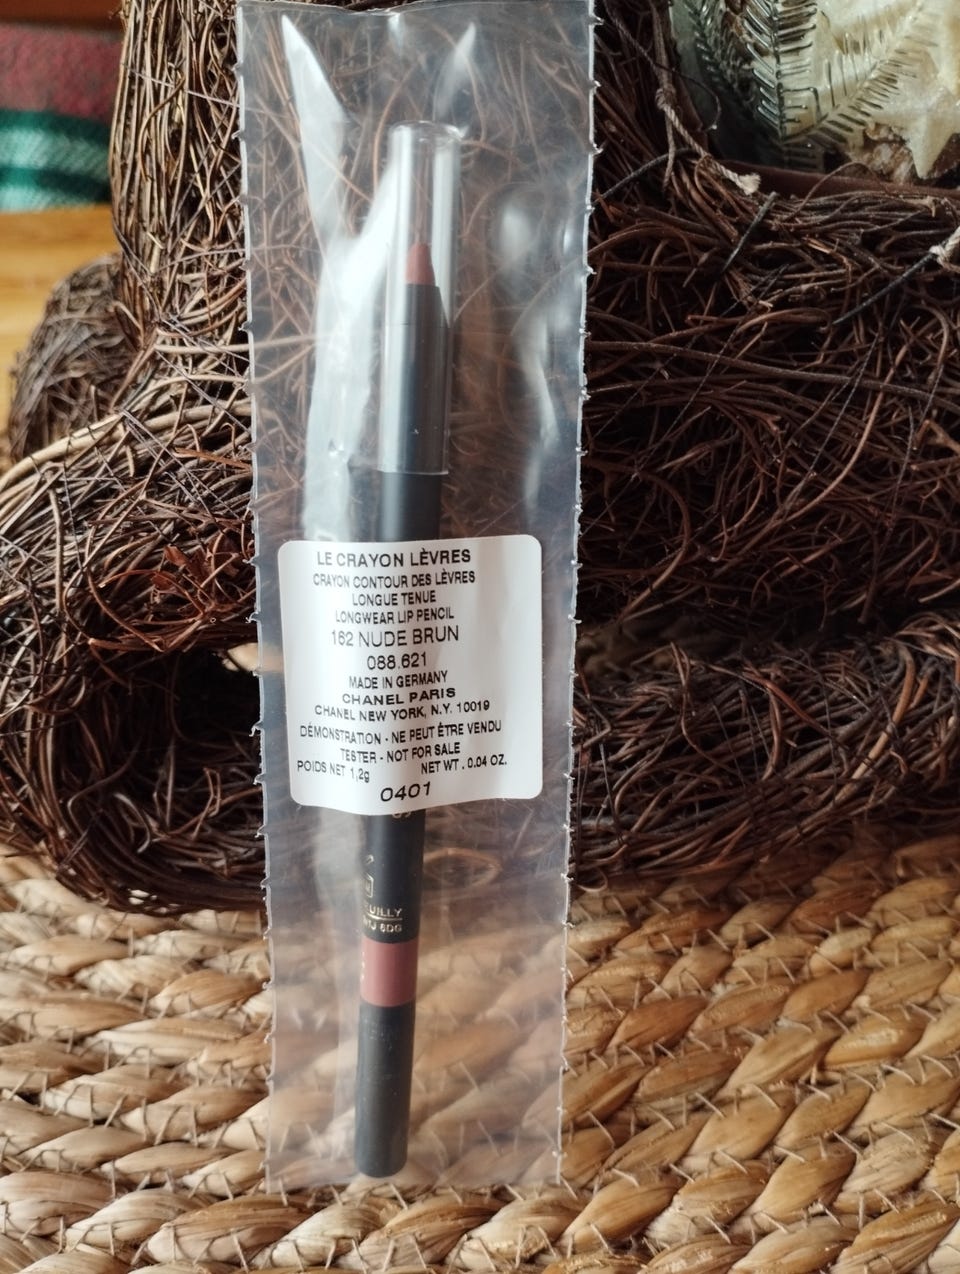 LE CRAYON LÈVRES
CRAYON CONTOUR DES LÈVRES
LONGUE TENUE
LONGWEAR LIP PENCIL
162 NUDE BRUN
088.621
MADE IN GERMANY
CHANEL PARIS
CHANEL NEW YORK, N.Y. 10019
DÉMONSTRATION - NE PEUT ÊTRE VENDU
TESTER - NOT FOR SALE
POIDS NET 1,2g NET WT. 0.04 OZ.
0401
UILLY
6DG